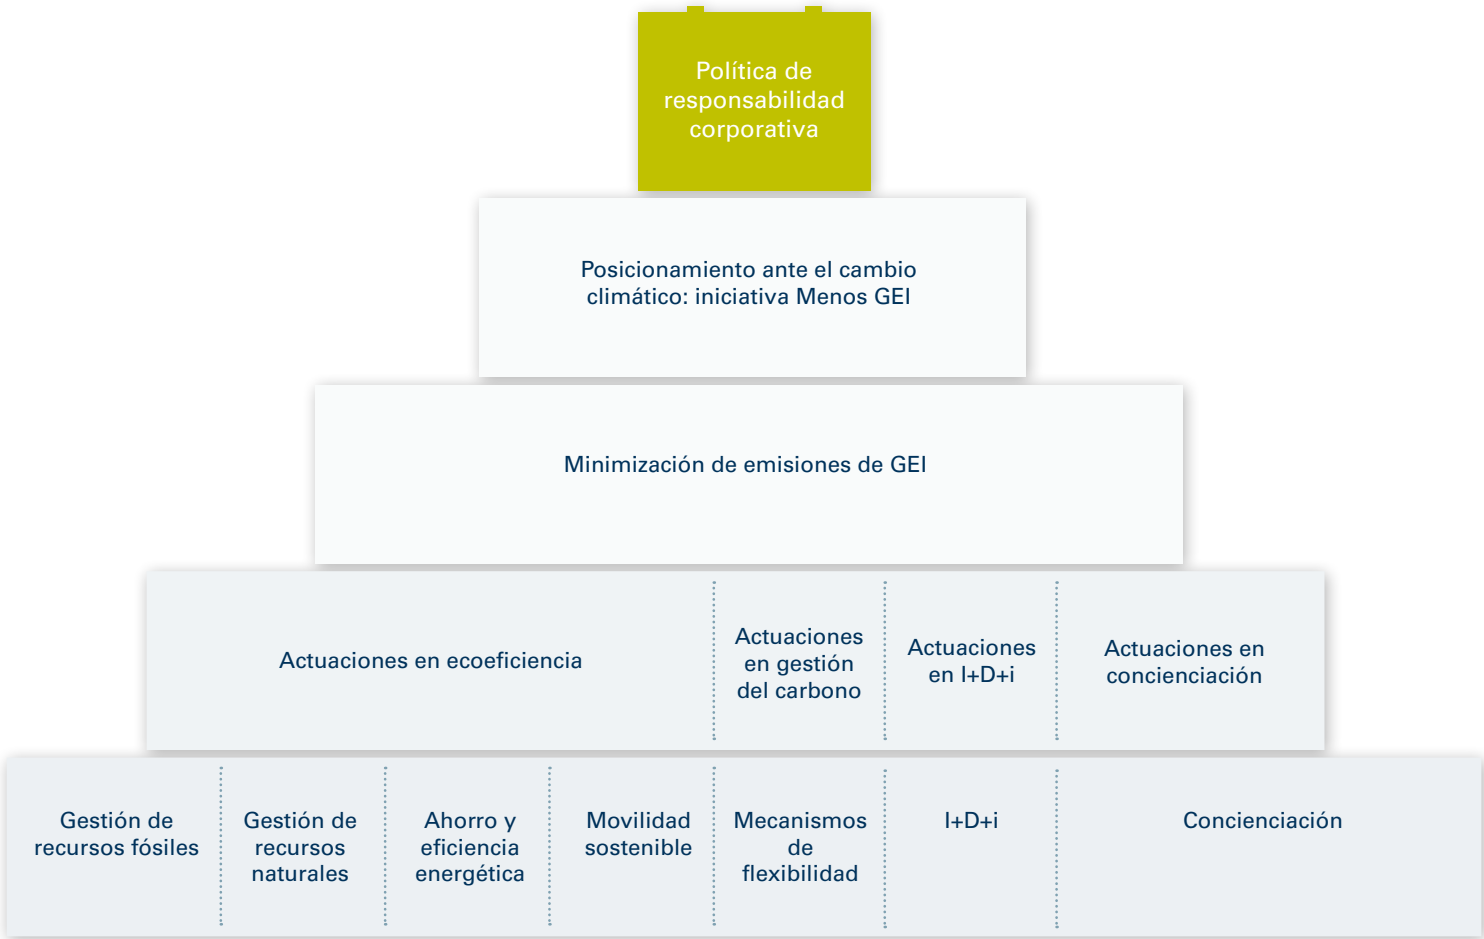 Política de
responsabilidad
corporativa
Posicionamiento ante el cambio
climático: iniciativa Menos GEI
Minimización de emisiones de GEI
Actuaciones en ecoeficiencia
Actuaciones
en gestión
del carbono
Actuaciones
en I+D+i
Actuaciones en
concienciación
Gestión de
recursos fósiles
Gestión de
recursos
naturales
Ahorro y
eficiencia
energética
Movilidad
sostenible
Mecanismos
de
flexibilidad
I+D+i
Concienciación